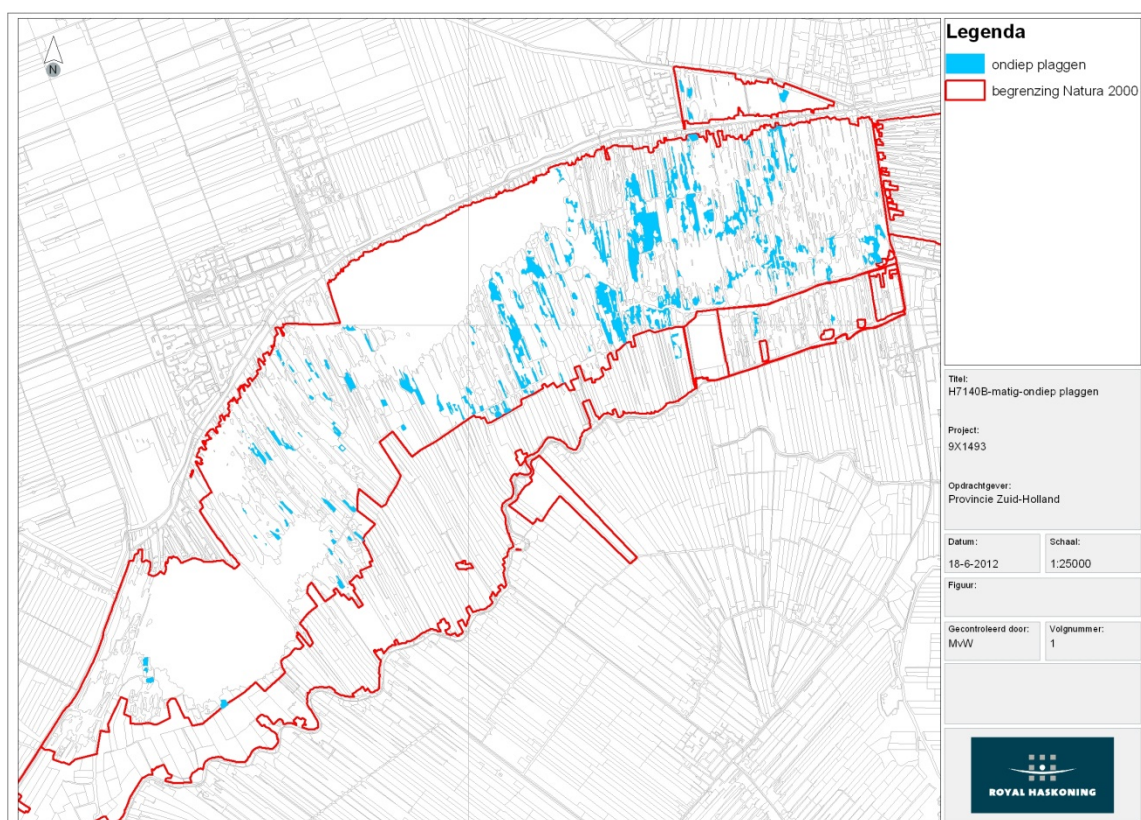 N
Legenda
ondiep plaggen
begrenzing Natura 2000
Titel:
H7140B-matig-ondiep plaggen
Project:
9X1493
Opdrachtgever:
Provincie Zuid-Holland
Datum:
18-6-2012
Schaal:
1:25000
Figuur:
Gecontroleerd door:
MvW
Volgnummer:
1
ROYAL HASKONING